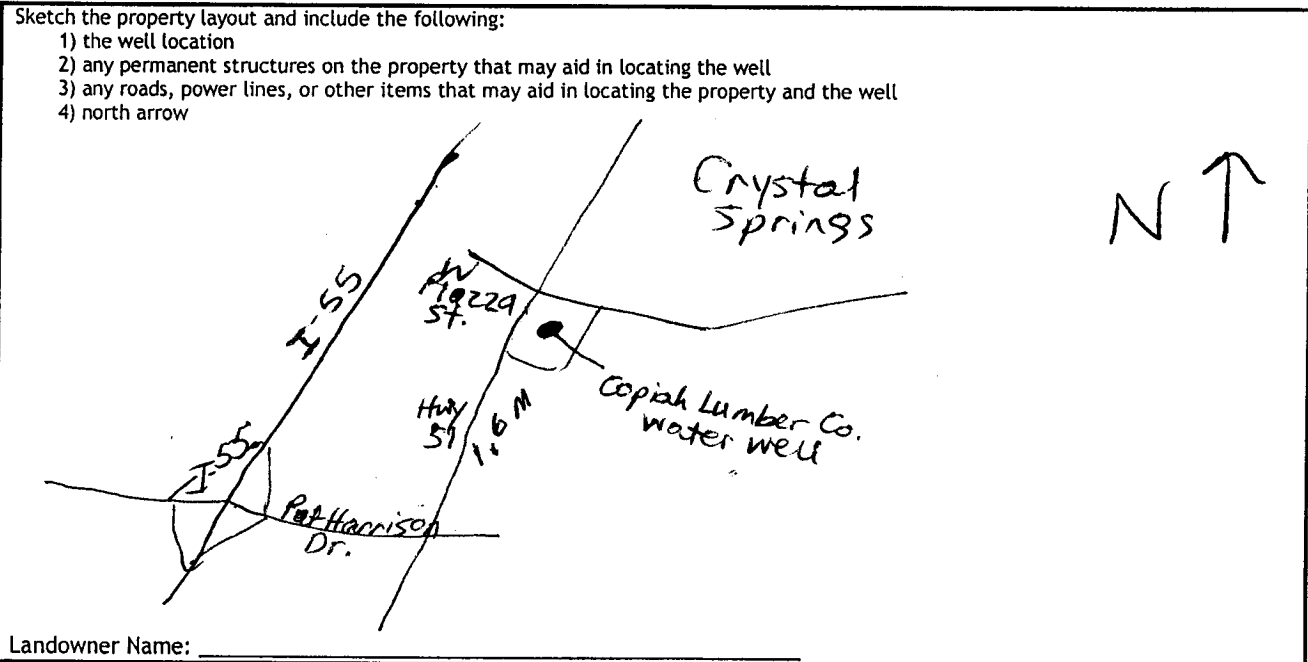 Sketch the property layout and include the following:
1) the well location
2) any permanent structures on the property that may aid in locating the well
3) any roads, power lines, or other items that may aid in locating the property and the well
4) north arrow
Crystal
Springs
N
I-55
W
Piazza
St.
Copiah Lumber Co.
water well
Hwy
51
1.6 M
I-55
Pat Harrison
Dr.
Landowner Name: